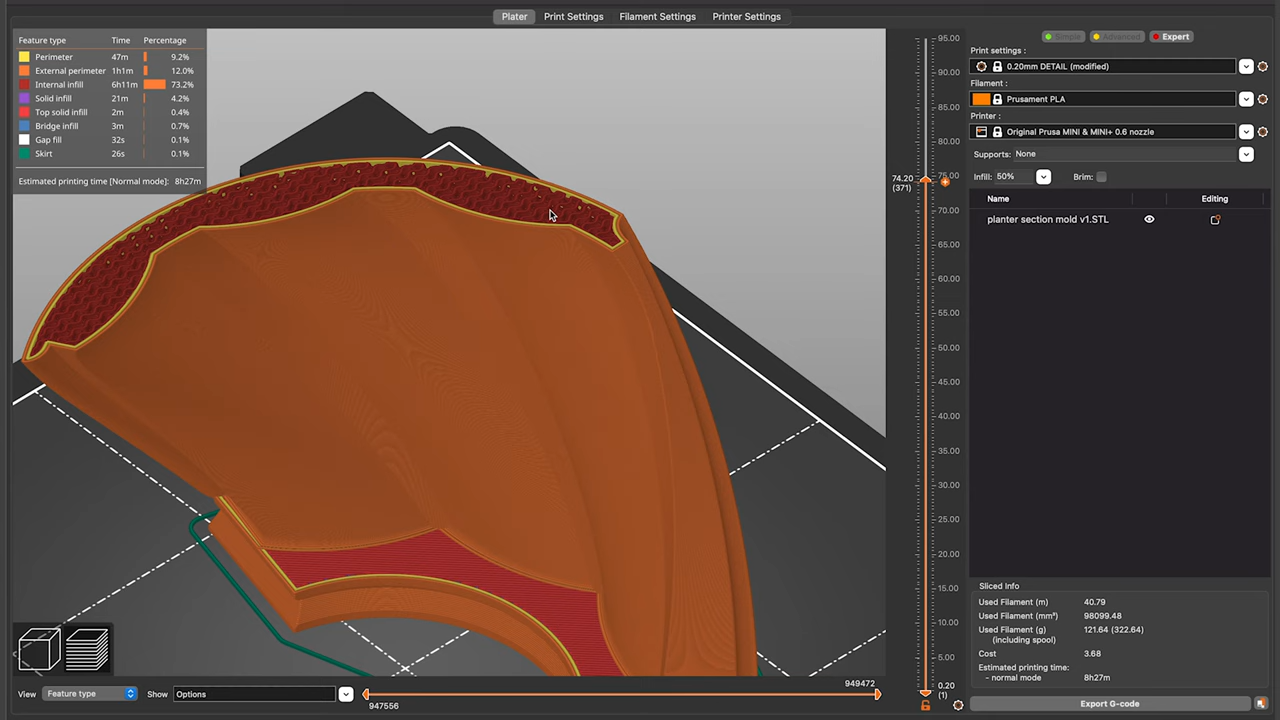 Plater Print Settings Filament Settings Printer Settings
Feature type Time Percentage
Perimeter 47m 9.2%
External perimeter 1h1m 12.0%
Internal infill 6h11m 73.2%
Solid infill 21m 4.2%
Top solid infill 2m 0.4%
Bridge infill 3m 0.7%
Gap fill 32s 0.1%
Skirt 26s 0.1%
Estimated printing time [Normal mode]: 8h27m
95.00
90.00
85.00
80.00
75.00
74.20
(371)
70.00
65.00
60.00
55.00
50.00
45.00
40.00
35.00
30.00
25.00
20.00
15.00
10.00
5.00
0.20
(1)
Simple Advanced Expert
Print settings :
0.20mm DETAIL (modified)
Filament :
Prusament PLA
Printer :
Original Prusa MINI & MINI+ 0.6 nozzle
Supports: None
Infill: 50% Brim:
Name Editing
planter section mold v1.STL
Sliced Info
Used Filament (m) 40.79
Used Filament (mm³) 98099.48
Used Filament (g) 121.64 (322.64)
(including spool)
Cost 3.68
Estimated printing time:
- normal mode 8h27m
Export G-code
View Feature type Show Options
949472
947556